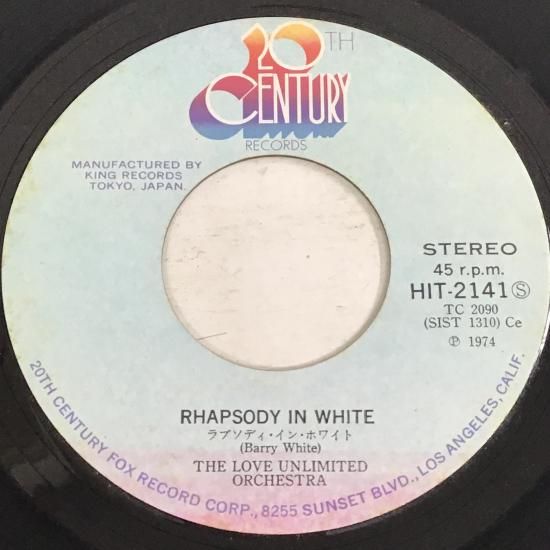 20TH
CENTURY
RECORDS
MANUFACTURED BY
KING RECORDS
TOKYO, JAPAN.
STEREO
45 r.p.m.
HIT-2141 Ⓢ
TC 2090
(SIST 1310) Ce
℗ 1974
RHAPSODY IN WHITE
ラプソディ・イン・ホワイト
(Barry White)
THE LOVE UNLIMITED
ORCHESTRA
20TH CENTURY FOX RECORD CORP., 8255 SUNSET BLVD., LOS ANGELES, CALIF.